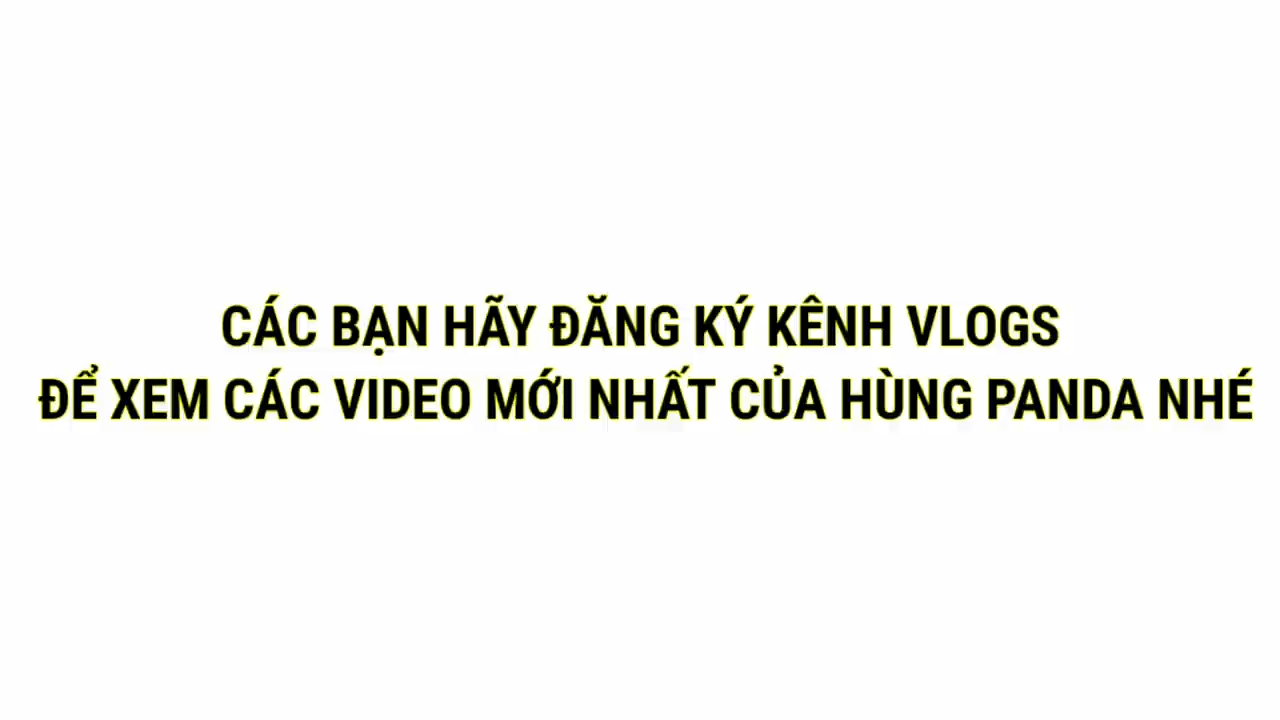 CÁC BẠN HÃY ĐĂNG KÝ KÊNH VLOGS
ĐỂ XEM CÁC VIDEO MỚI NHẤT CỦA HÙNG PANDA NHÉ